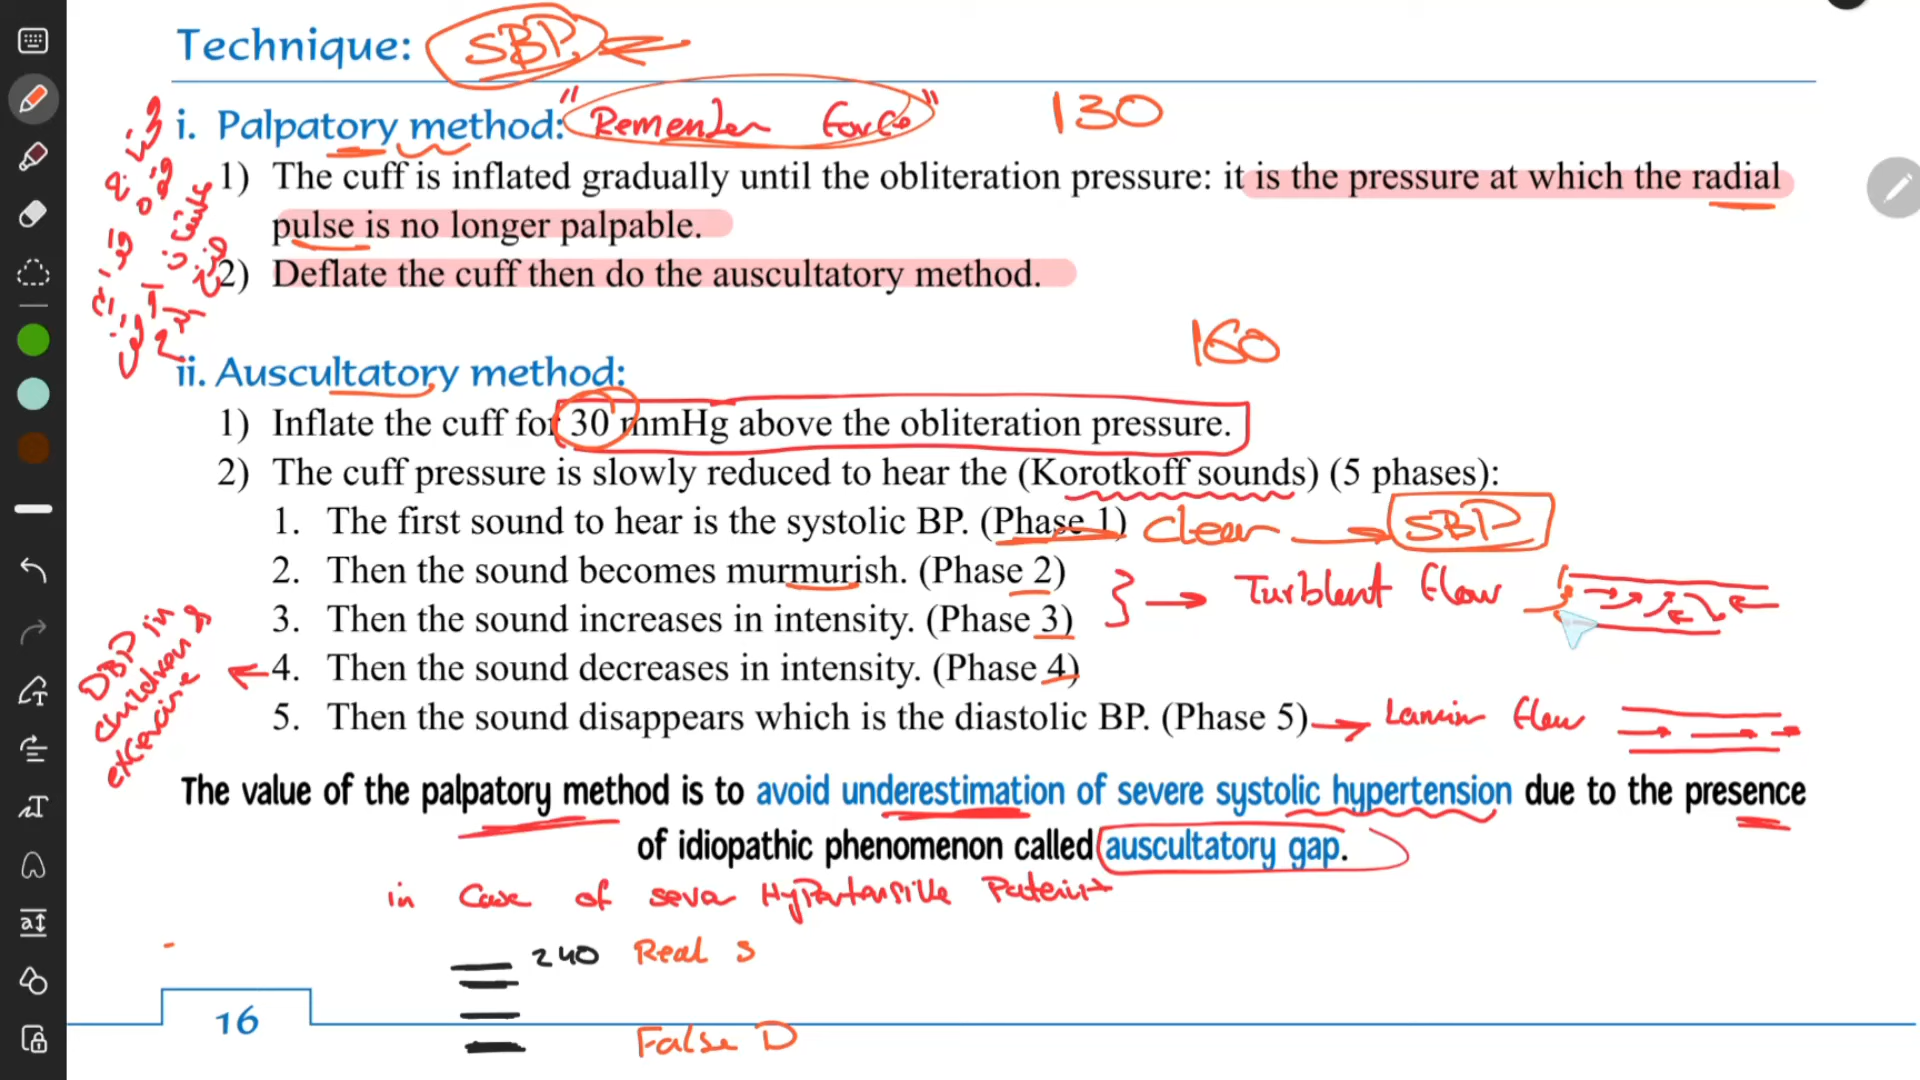 Technique: SBP
i. Palpatory method: "Remember force" 130
1) The cuff is inflated gradually until the obliteration pressure: it is the pressure at which the radial
pulse is no longer palpable.
2) Deflate the cuff then do the auscultatory method.
160
ii. Auscultatory method:
1) Inflate the cuff for 30 mmHg above the obliteration pressure.
2) The cuff pressure is slowly reduced to hear the (Korotkoff sounds) (5 phases):
1. The first sound to hear is the systolic BP. (Phase 1) clear SBP
2. Then the sound becomes murmurish. (Phase 2)
Turblent flow
3. Then the sound increases in intensity. (Phase 3)
4. Then the sound decreases in intensity. (Phase 4)
DBP in
children &
excercise
5. Then the sound disappears which is the diastolic BP. (Phase 5) flow
The value of the palpatory method is to avoid underestimation of severe systolic hypertension due to the presence
of idiopathic phenomenon called auscultatory gap.
in Case of sever Hypertensive Patient
240 Real S
16
False D